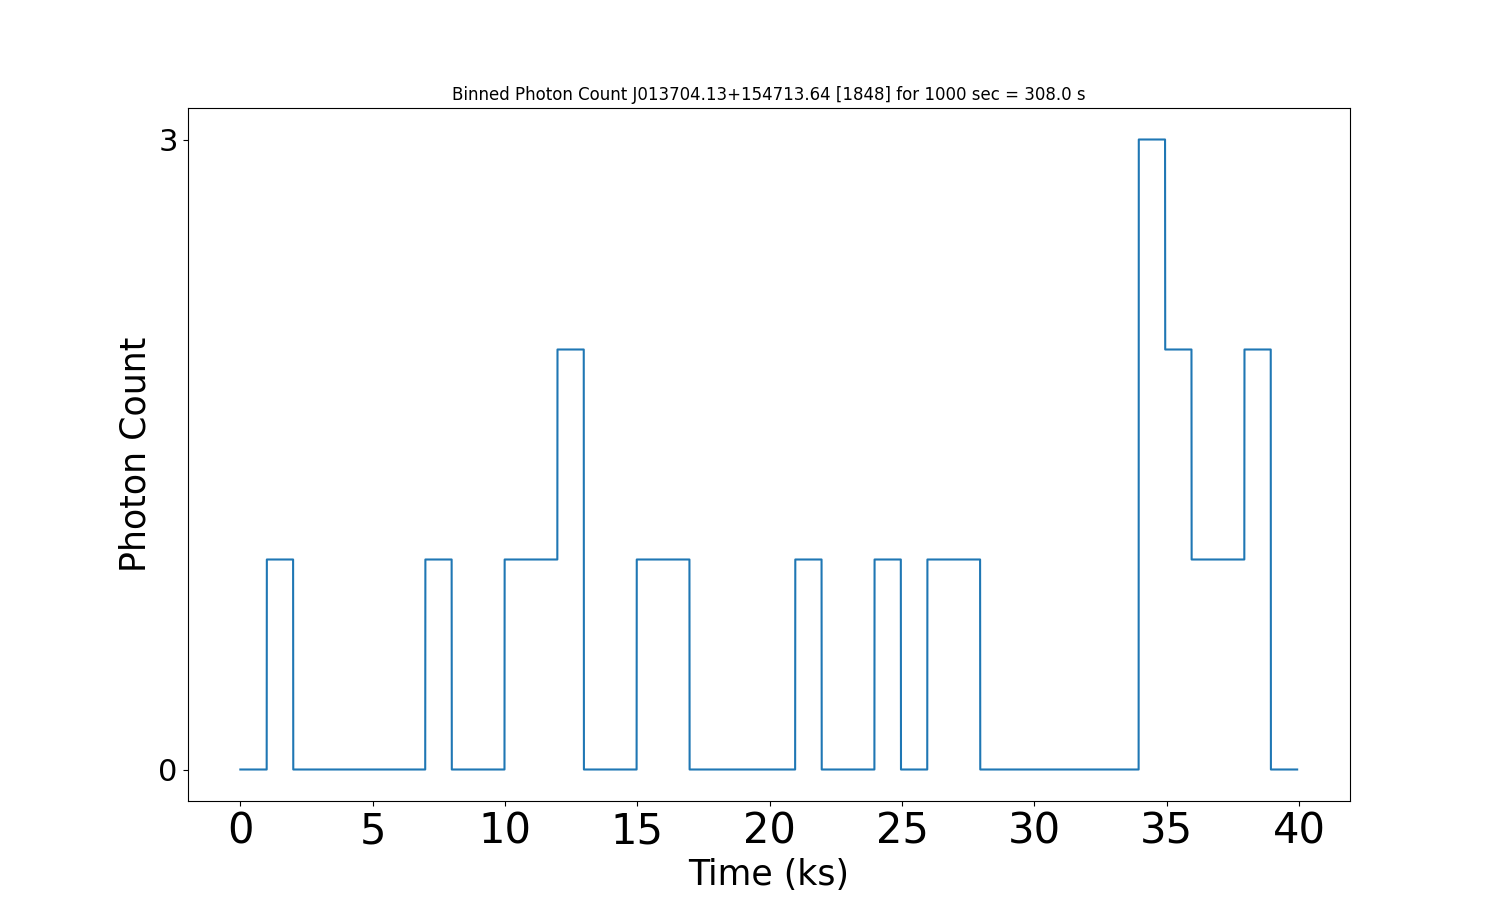 Binned Photon Count J013704.13+154713.64 [1848] for 1000 sec = 308.0 s
3
Photon Count
0
0 5 10 15 20 25 30 35 40
Time (ks)